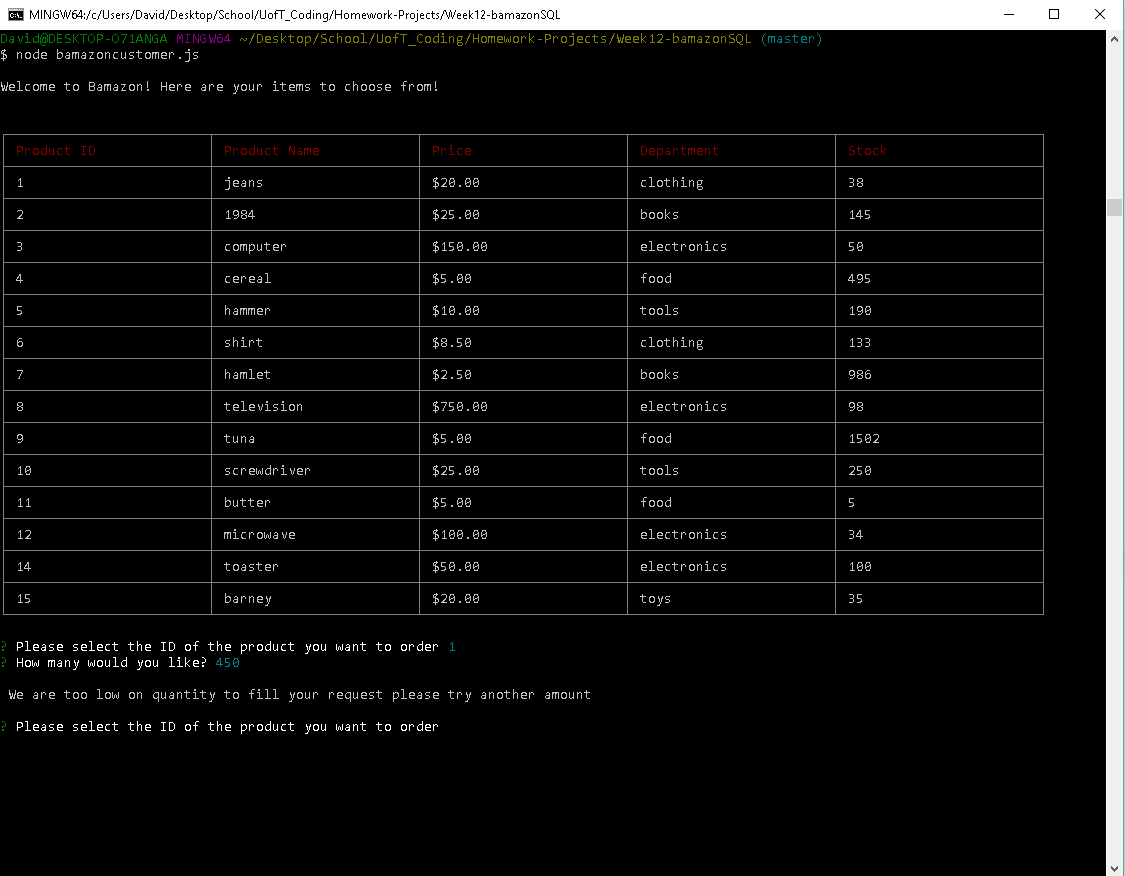 MINGW64:/c/Users/David/Desktop/School/UofT_Coding/Homework-Projects/Week12-bamazonSQL
David@DESKTOP-O71ANGA MINGW64 ~/Desktop/School/UofT_Coding/Homework-Projects/Week12-bamazonSQL (master)
$ node bamazoncustomer.js
Welcome to Bamazon! Here are your items to choose from!
Product ID Product Name Price Department Stock
1 jeans $20.00 clothing 38
2 1984 $25.00 books 145
3 computer $150.00 electronics 50
4 cereal $5.00 food 495
5 hammer $10.00 tools 190
6 shirt $8.50 clothing 133
7 hamlet $2.50 books 986
8 television $750.00 electronics 98
9 tuna $5.00 food 1502
10 screwdriver $25.00 tools 250
11 butter $5.00 food 5
12 microwave $100.00 electronics 34
14 toaster $50.00 electronics 100
15 barney $20.00 toys 35
? Please select the ID of the product you want to order 1
? How many would you like? 450
We are too low on quantity to fill your request please try another amount
? Please select the ID of the product you want to order